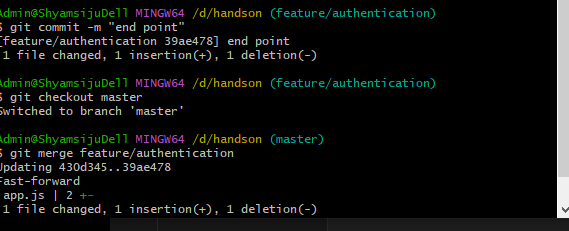 Admin@ShyamsijuDell MINGW64 /d/handson (feature/authentication)
$ git commit -m "end point"
[feature/authentication 39ae478] end point
1 file changed, 1 insertion(+), 1 deletion(-)
Admin@ShyamsijuDell MINGW64 /d/handson (feature/authentication)
$ git checkout master
Switched to branch 'master'
Admin@ShyamsijuDell MINGW64 /d/handson (master)
$ git merge feature/authentication
Updating 430d345..39ae478
Fast-forward
app.js | 2 +-
1 file changed, 1 insertion(+), 1 deletion(-)